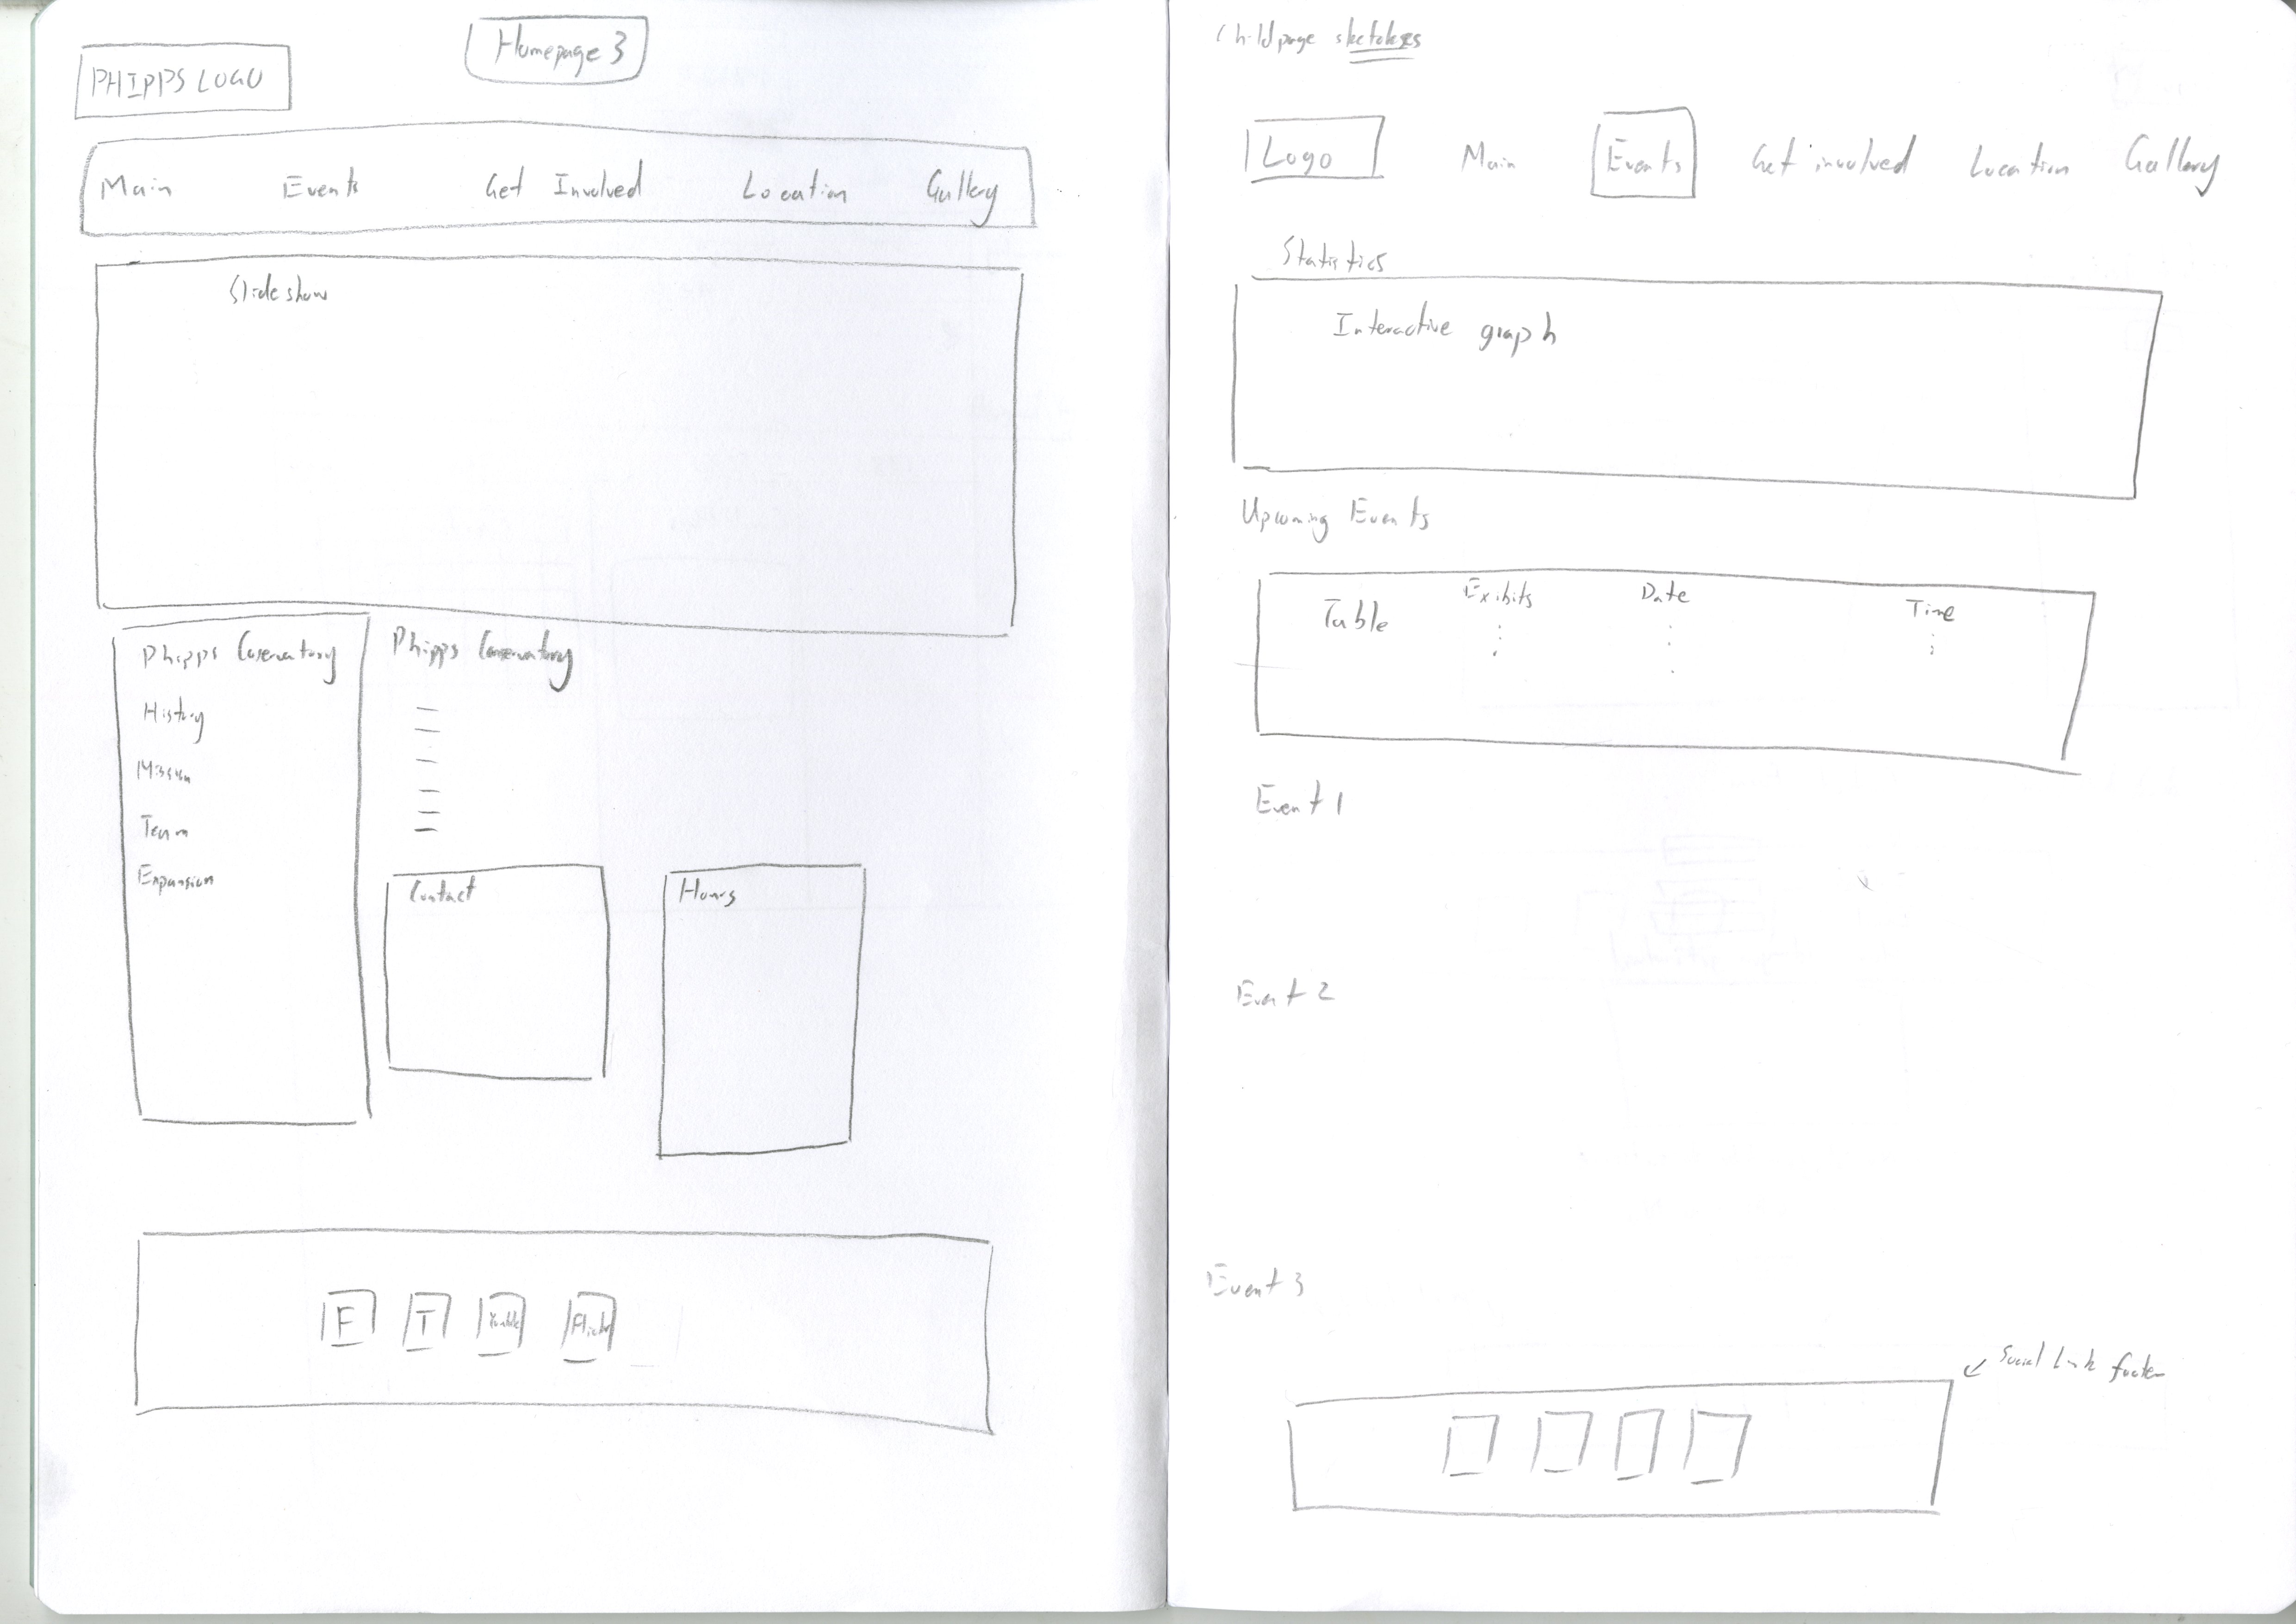 Homepage 3
PHIPPS LOGO
Main Events Get Involved Location Gallery
Slideshow
Phipps Conservatory
History
Mission
Team
Expansion
Phipps Conservatory
Contact
Hours
F T Youtube Flickr
Childpage sketches
Logo Main Events Get involved Location Gallery
Statistics
Interactive graph
Upcoming Events
Table Exibits Date Time
Event 1
Event 2
Event 3
Social link footer